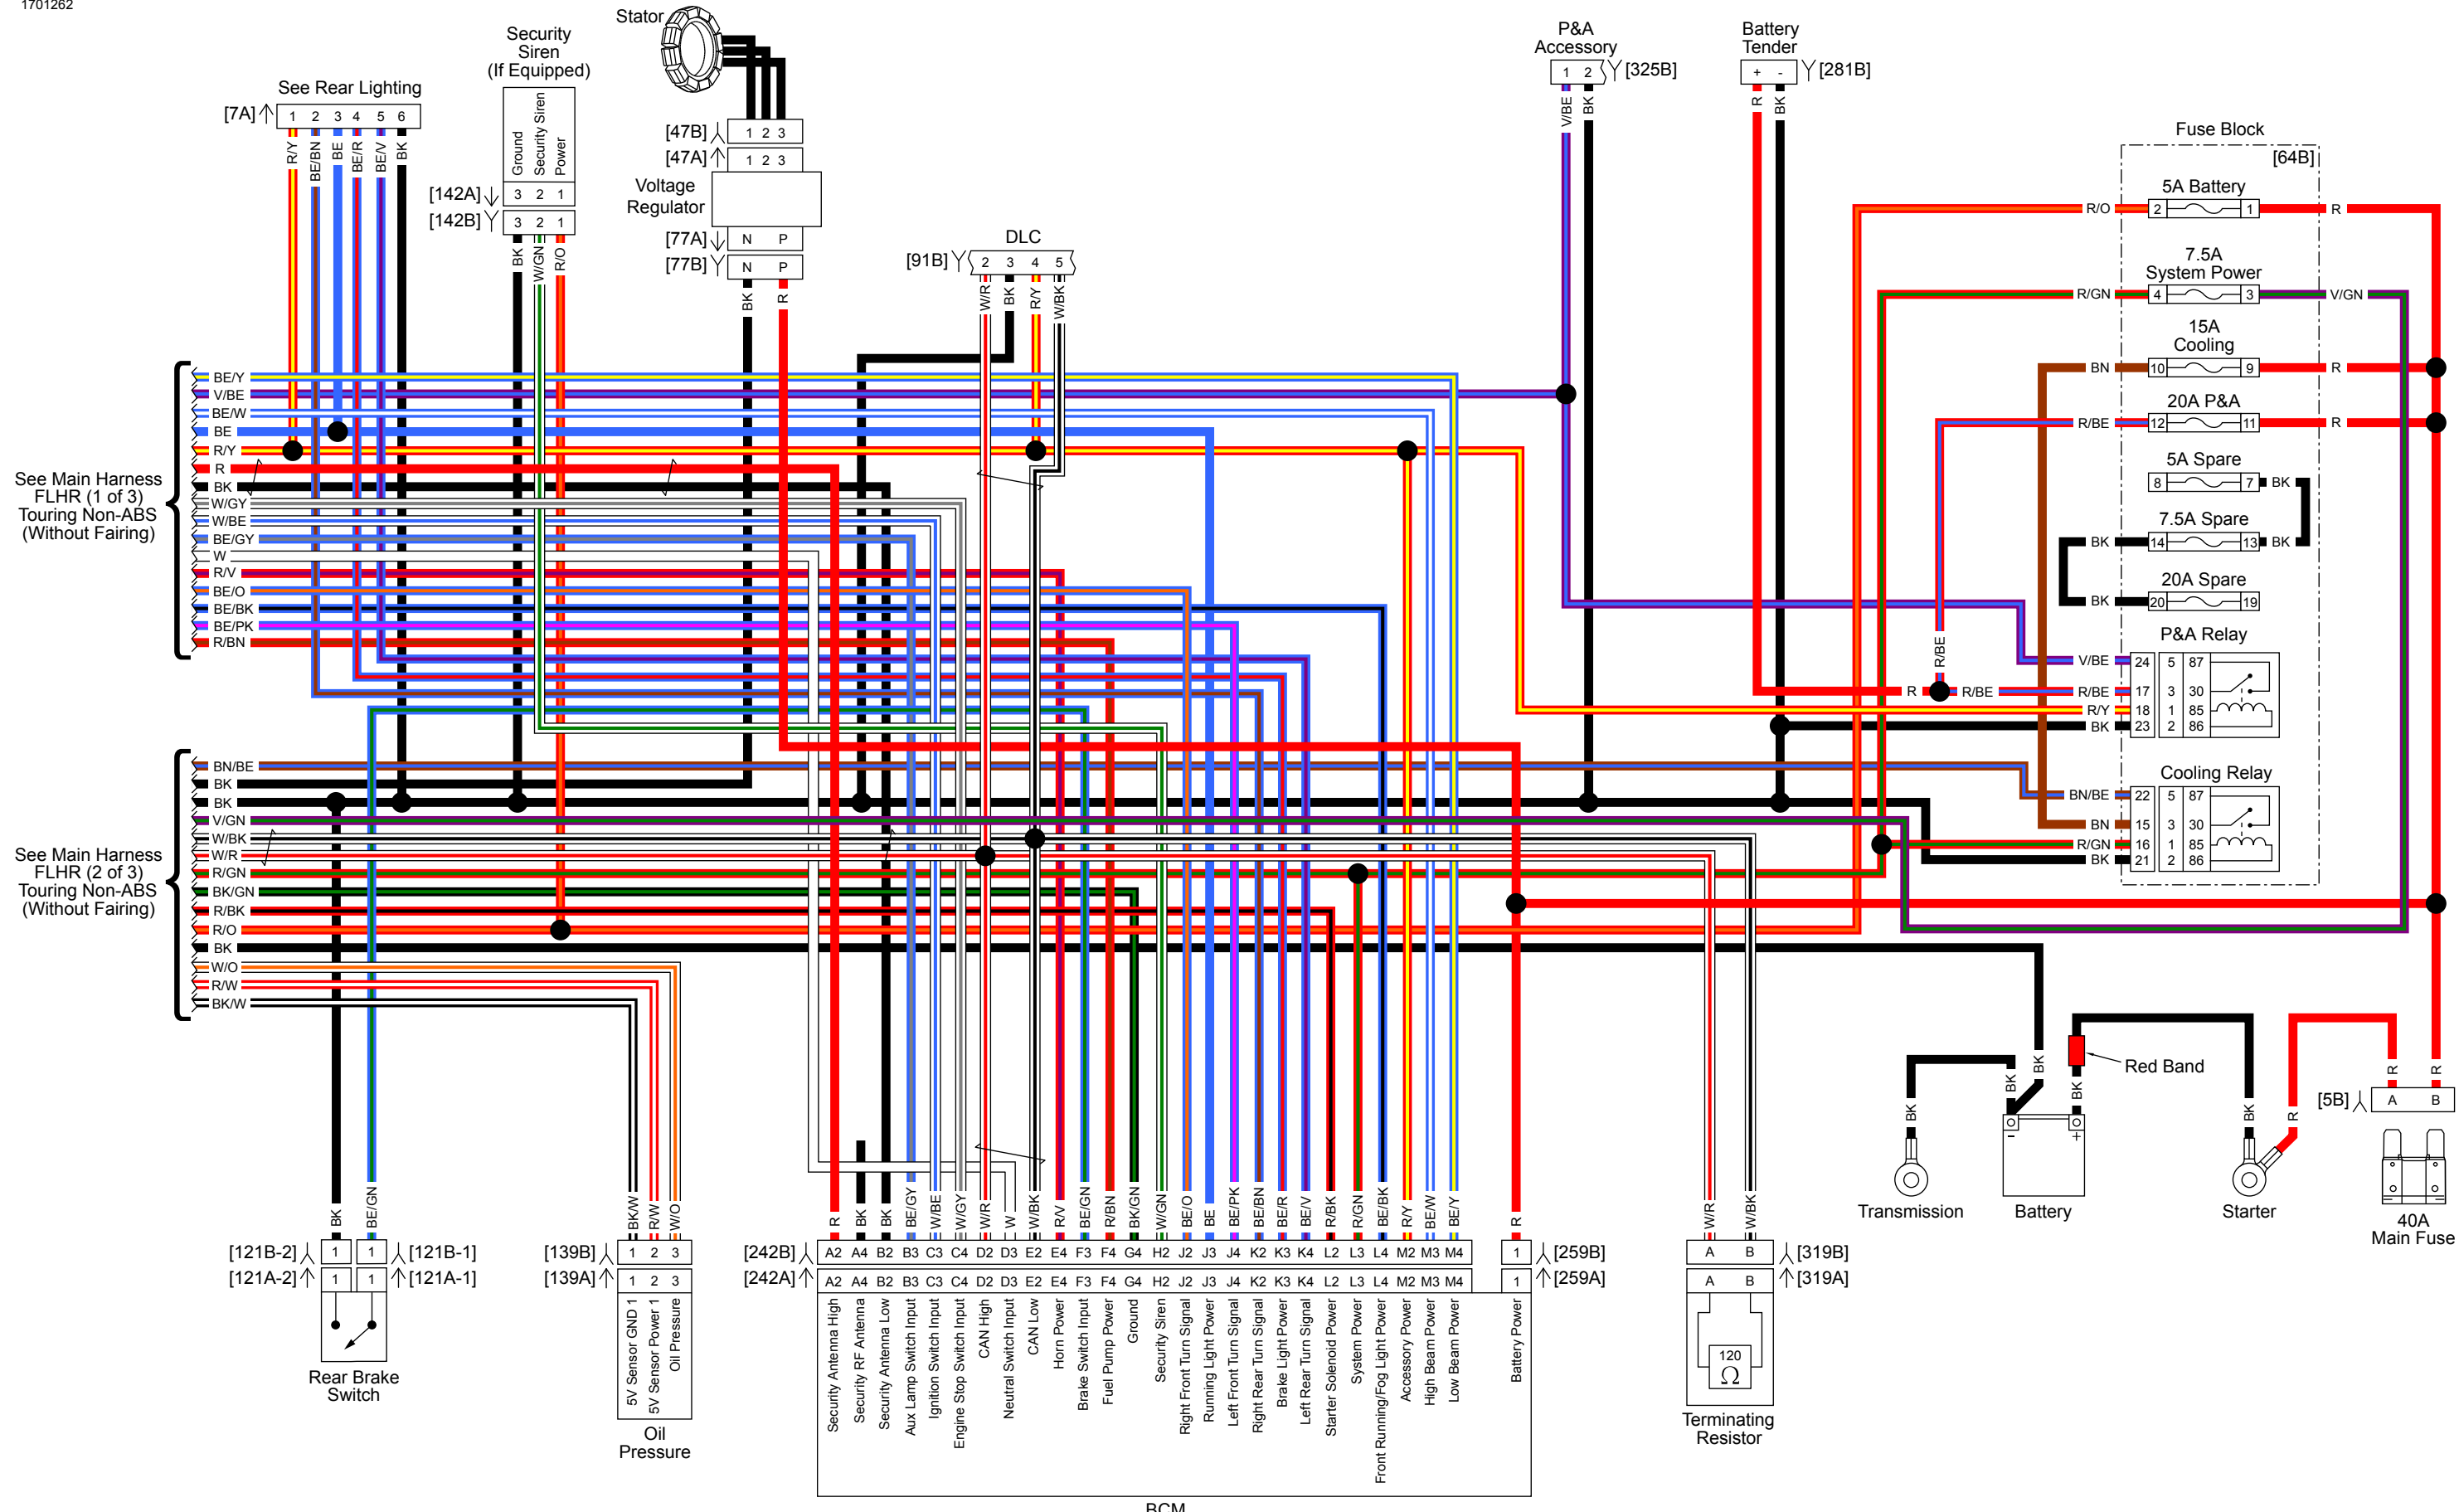 1701262
Stator
Security
Siren
(If Equipped)
P&A
Accessory
Battery
Tender
1 2 [325B]
+ - [281B]
See Rear Lighting
[7A] 1 2 3 4 5 6
R/Y BE/BN BE BE/R BE/V BK
Ground Security Siren Power
[142A] 3 2 1
[142B] 3 2 1
BK W/GN R/O
[47B] 1 2 3
[47A] 1 2 3
Voltage
Regulator
[77A] N P
[77B] N P
BK R
DLC
[91B] 2 3 4 5
W/R BK R/Y W/BK
V/BE BK
R BK
Fuse Block
[64B]
5A Battery
R/O 2 1 R
7.5A
System Power
R/GN 4 3 V/GN
15A
Cooling
BN 10 9 R
20A P&A
R/BE 12 11 R
5A Spare
8 7 BK
7.5A Spare
BK 14 13 BK
20A Spare
BK 20 19
P&A Relay
V/BE 24 5 87
R/BE
R R/BE R/BE 17 3 30
R/Y 18 1 85
BK 23 2 86
Cooling Relay
BN/BE 22 5 87
BN 15 3 30
R/GN 16 1 85
BK 21 2 86
See Main Harness
FLHR (1 of 3)
Touring Non-ABS
(Without Fairing)
BE/Y
V/BE
BE/W
BE
R/Y
R
BK
W/GY
W/BE
BE/GY
W
R/V
BE/O
BE/BK
BE/PK
R/BN
See Main Harness
FLHR (2 of 3)
Touring Non-ABS
(Without Fairing)
BN/BE
BK
BK
V/GN
W/BK
W/R
R/GN
BK/GN
R/BK
R/O
BK
W/O
R/W
BK/W
BK BE/GN
[121B-2] 1 1 [121B-1]
[121A-2] 1 1 [121A-1]
Rear Brake
Switch
BK/W R/W W/O
[139B] 1 2 3
[139A] 1 2 3
5V Sensor GND 1
5V Sensor Power 1
Oil Pressure
Oil
Pressure
R BK BK BE/GY W/BE W/GY W/R W W/BK R/V BE/GN R/BN BK/GN W/GN BE/O BE BE/PK BE/BN BE/R BE/V R/BK R/GN BE/BK R/Y BE/W BE/Y R
[242B] A2 A4 B2 B3 C3 C4 D2 D3 E2 E4 F3 F4 G4 H2 J2 J3 J4 K2 K3 K4 L2 L3 L4 M2 M3 M4 1 [259B]
[242A] A2 A4 B2 B3 C3 C4 D2 D3 E2 E4 F3 F4 G4 H2 J2 J3 J4 K2 K3 K4 L2 L3 L4 M2 M3 M4 1 [259A]
Security Antenna High
Security RF Antenna
Security Antenna Low
Aux Lamp Switch Input
Ignition Switch Input
Engine Stop Switch Input
CAN High
Neutral Switch Input
CAN Low
Horn Power
Brake Switch Input
Fuel Pump Power
Ground
Security Siren
Right Front Turn Signal
Running Light Power
Left Front Turn Signal
Right Rear Turn Signal
Brake Light Power
Left Rear Turn Signal
Starter Solenoid Power
System Power
Front Running/Fog Light Power
Accessory Power
High Beam Power
Low Beam Power
Battery Power
BCM
W/R W/BK
[319B] A B
[319A] A B
120
Ω
Terminating
Resistor
BK BK BK BK BK R R R
Red Band
- +
Transmission
Battery
Starter
[5B] A B
40A
Main Fuse